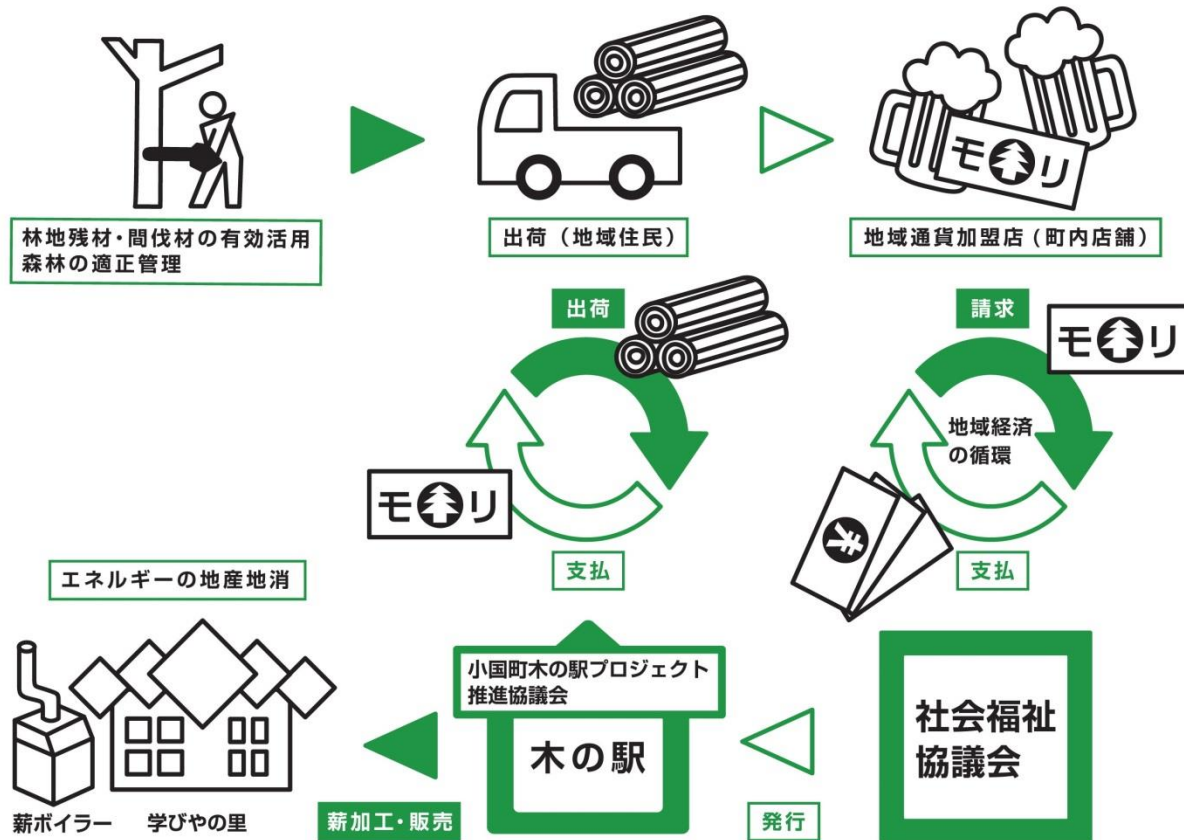 モリ
林地残材・間伐材の有効活用
森林の適正管理
出荷（地域住民）
地域通貨加盟店（町内店舗）
出荷
モリ
支払
請求
モリ
地域経済
の循環
¥
支払
エネルギーの地産地消
薪ボイラー
学びやの里
薪加工・販売
小国町木の駅プロジェクト
推進協議会
木の駅
発行
社会福祉
協議会